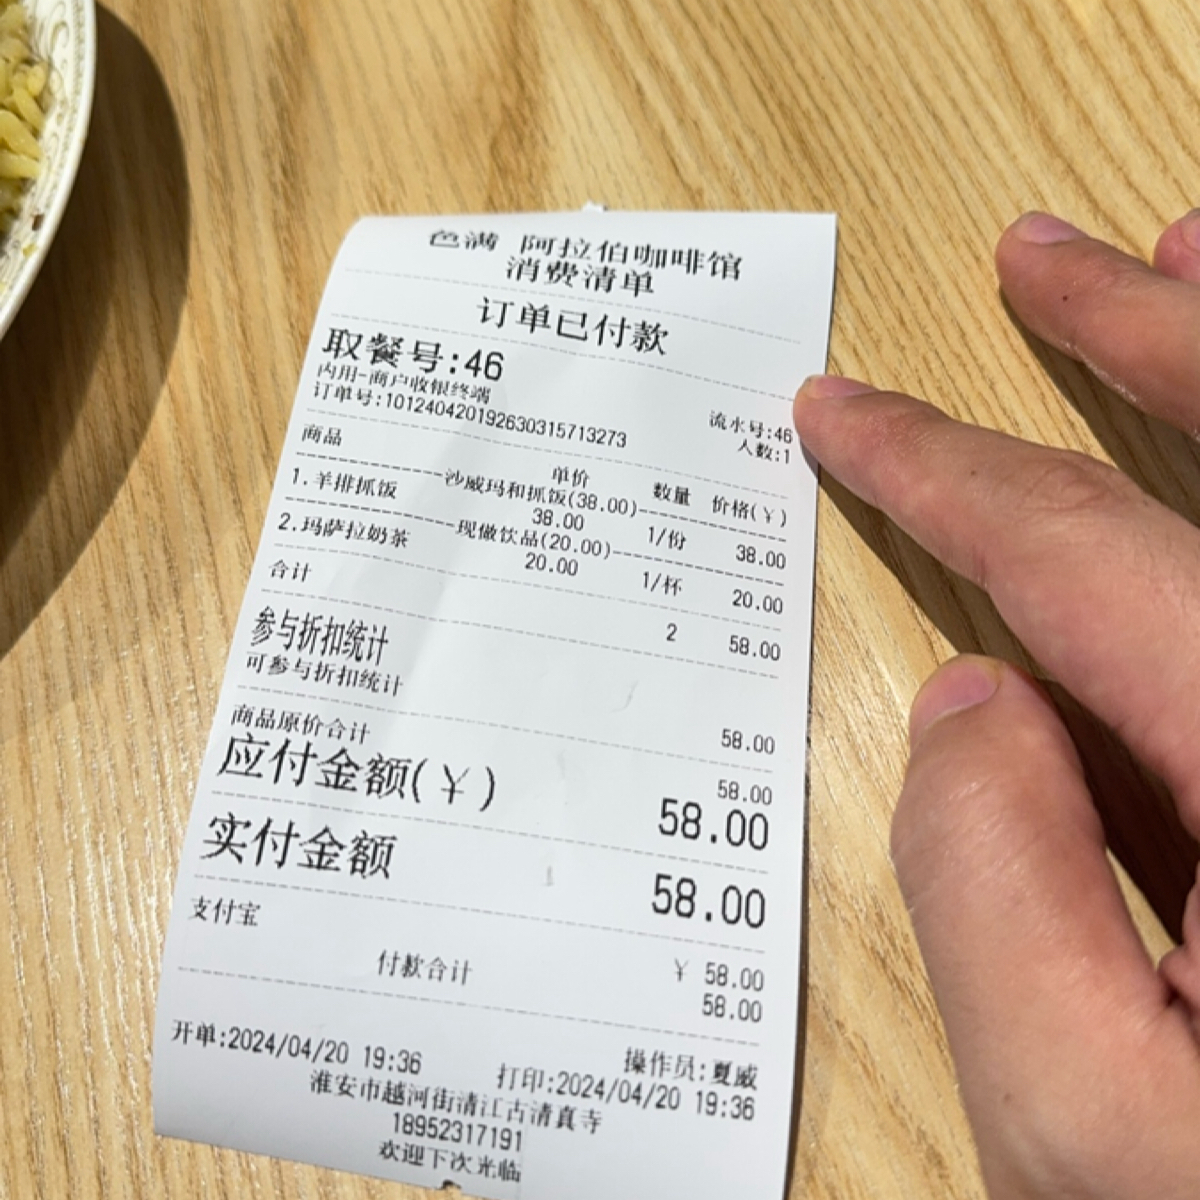 色满 阿拉伯咖啡馆
消费清单
订单已付款
取餐号:46
内用-商户收银终端
流水号:46
订单号:101240420192630315713273
人数:1
商品 单价 数量 价格(¥)
沙威玛和抓饭(38.00)
1.羊排抓饭 38.00 1/份 38.00
现做饮品(20.00)
2.玛萨拉奶茶 20.00 1/杯 20.00
合计 2 58.00
参与折扣统计
可参与折扣统计 58.00
商品原价合计 58.00
应付金额(¥) 58.00
实付金额 58.00
支付宝 ¥ 58.00
付款合计 58.00
操作员:夏威
开单:2024/04/20 19:36 打印:2024/04/20 19:36
淮安市越河街清江古清真寺
18952317191
欢迎下次光临